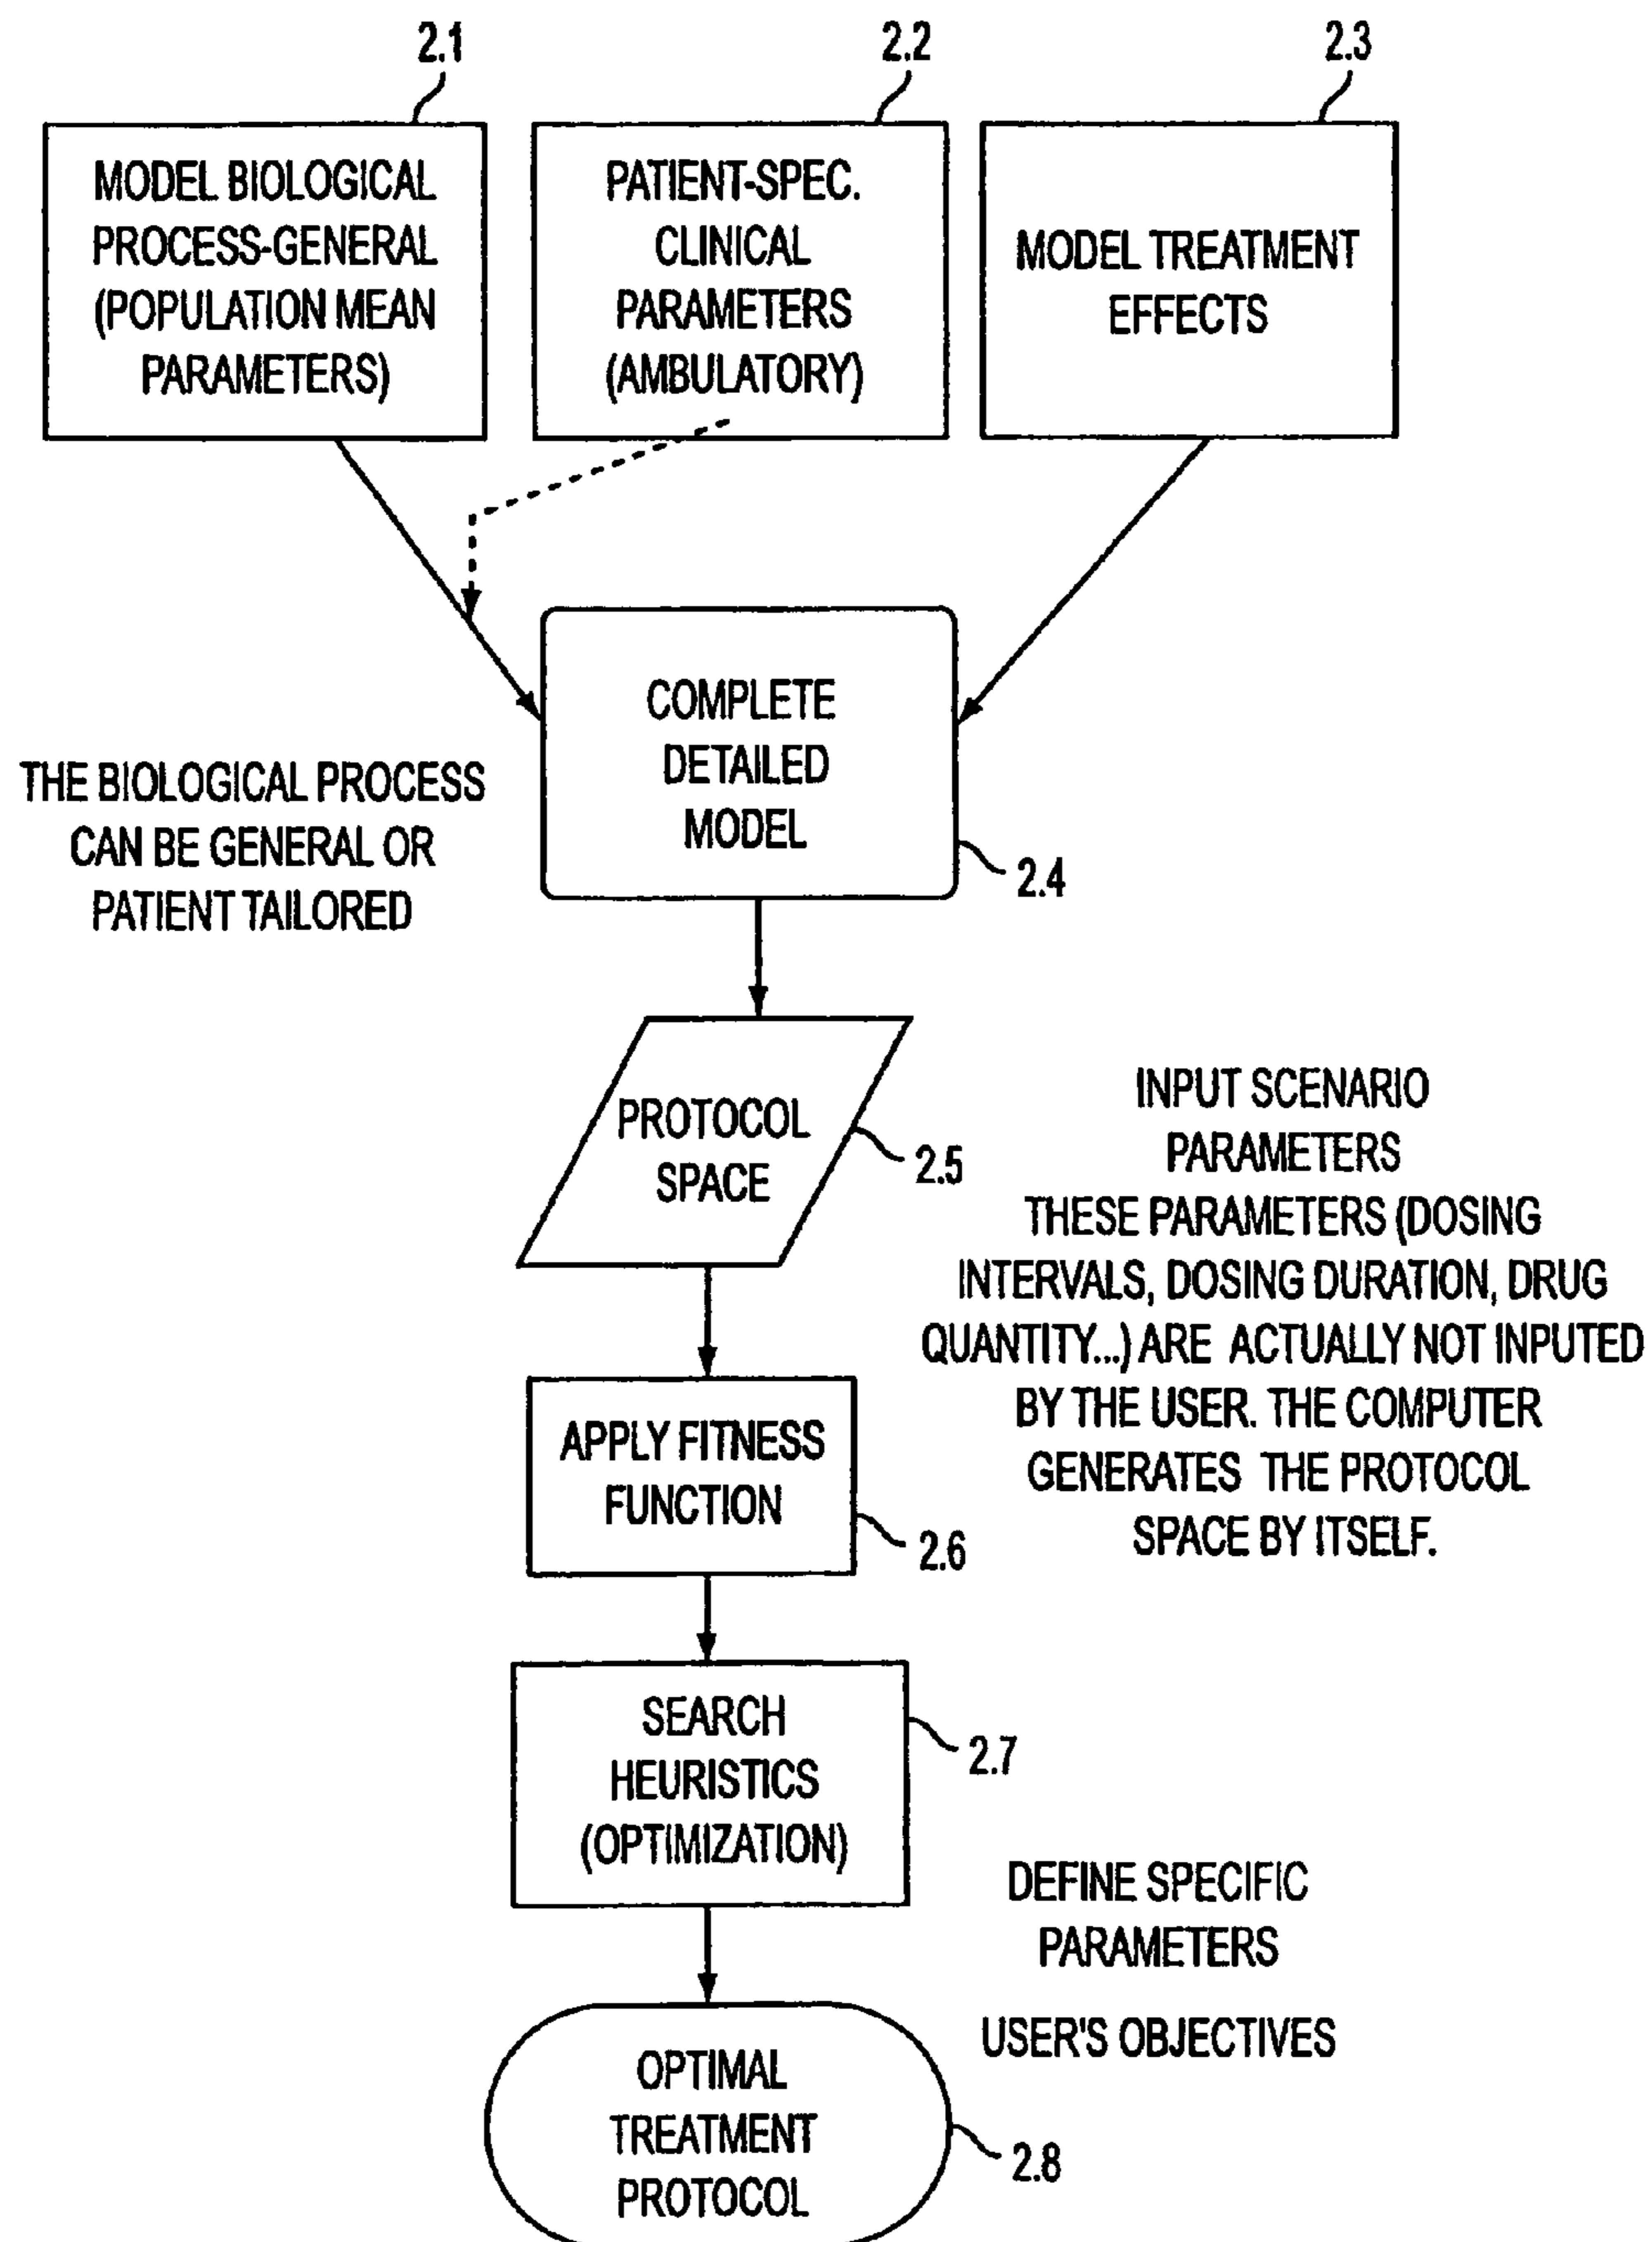 2.1
2.2
2.3
MODEL BIOLOGICAL
PROCESS-GENERAL
(POPULATION MEAN
PARAMETERS)
PATIENT-SPEC.
CLINICAL
PARAMETERS
(AMBULATORY)
MODEL TREATMENT
EFFECTS
COMPLETE
DETAILED
MODEL
2.4
THE BIOLOGICAL PROCESS
CAN BE GENERAL OR
PATIENT TAILORED
PROTOCOL
SPACE
2.5
INPUT SCENARIO
PARAMETERS
THESE PARAMETERS (DOSING
INTERVALS, DOSING DURATION, DRUG
QUANTITY...) ARE ACTUALLY NOT INPUTED
BY THE USER. THE COMPUTER
GENERATES THE PROTOCOL
SPACE BY ITSELF.
APPLY FITNESS
FUNCTION
2.6
SEARCH
HEURISTICS
(OPTIMIZATION)
2.7
DEFINE SPECIFIC
PARAMETERS
USER'S OBJECTIVES
OPTIMAL
TREATMENT
PROTOCOL
2.8